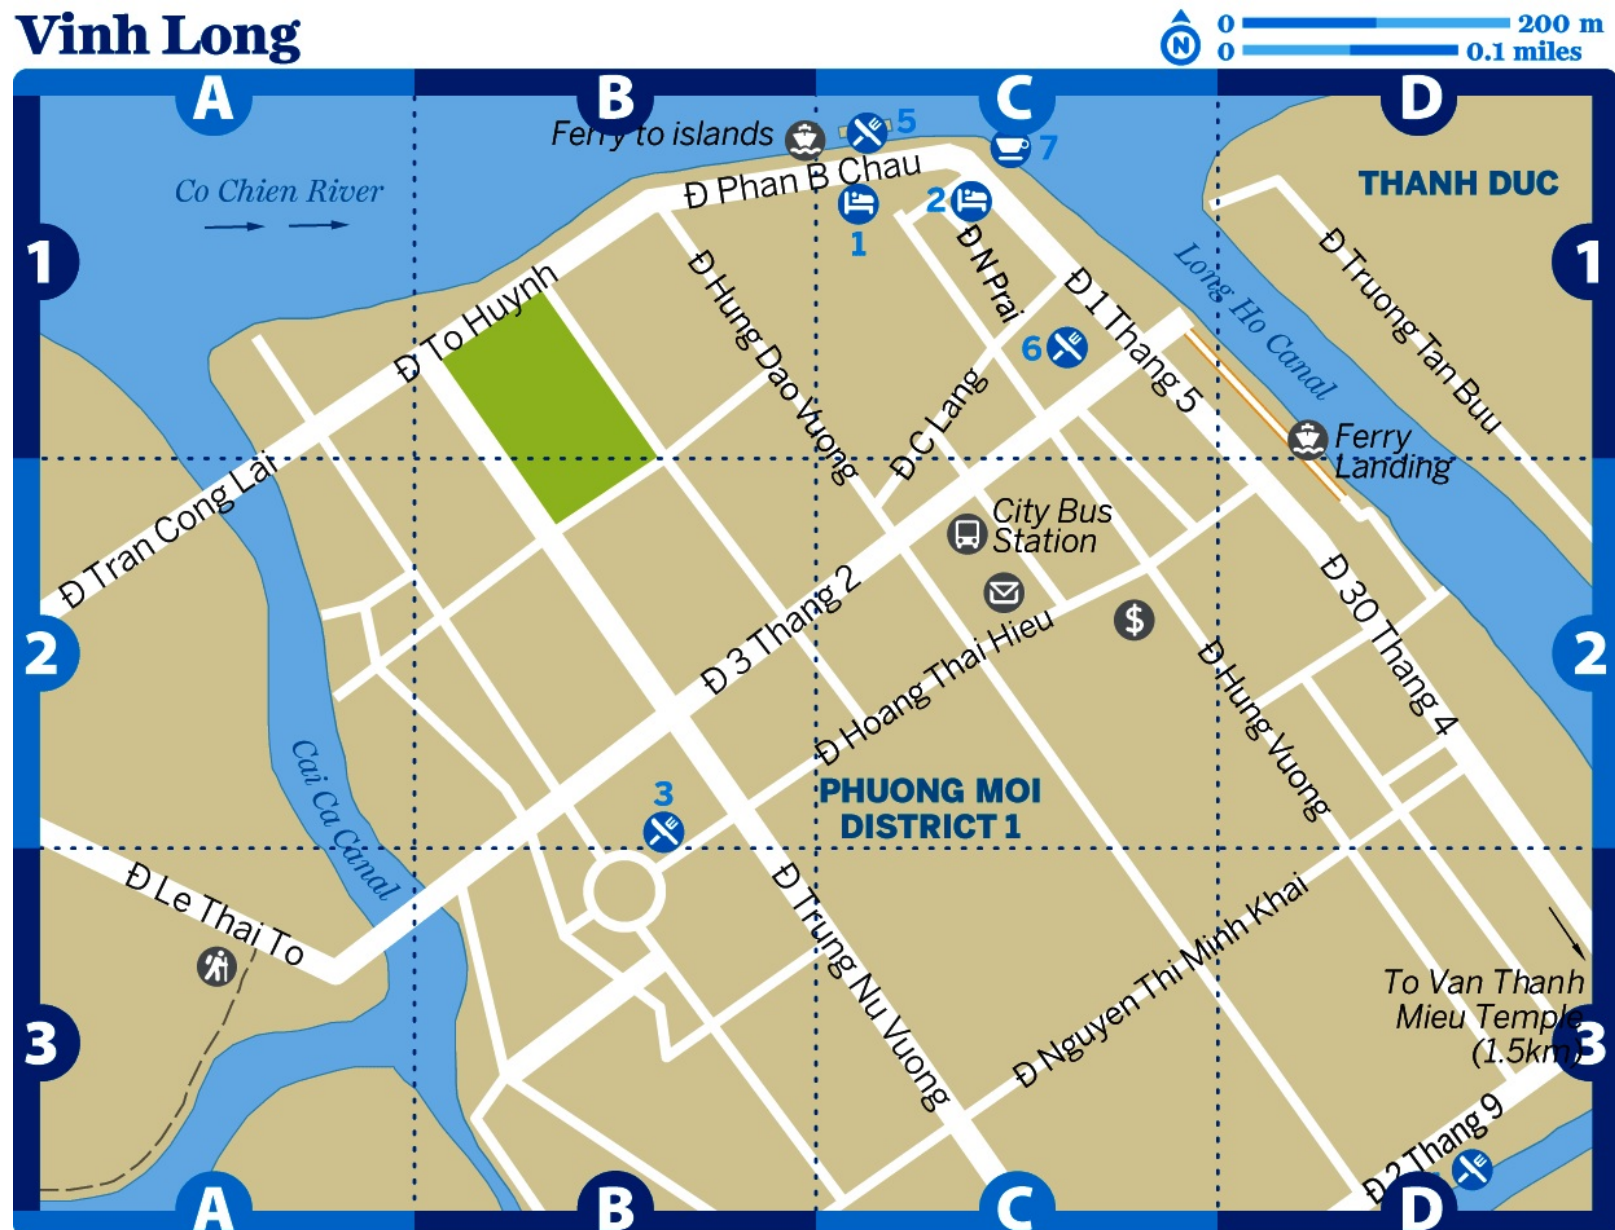 Vinh Long
N
0 200 m
0 0.1 miles
A
B
C
D
Ferry to islands
5
7
Co Chien River
Đ Phan B Chau
2
1
THANH DUC
1
1
Đ To Huynh
Đ Hung Dao Vuong
Đ N Prai
Đ 1 Thang 5
Long Ho Canal
Đ Truong Tan Buu
6
Đ C Lang
Ferry
Landing
Đ Tran Cong Lai
City Bus
Station
$
2
2
Đ 3 Thang 2
Đ Hoang Thai Hieu
Đ 30 Thang 4
Đ Hung Vuong
Cai Ca Canal
3
PHUONG MOI
DISTRICT 1
Đ Le Thai To
Đ Trung Nu Vuong
Đ Nguyen Thi Minh Khai
To Van Thanh
Mieu Temple
(1.5km)
3
3
Đ 2 Thang 9
A
B
C
D